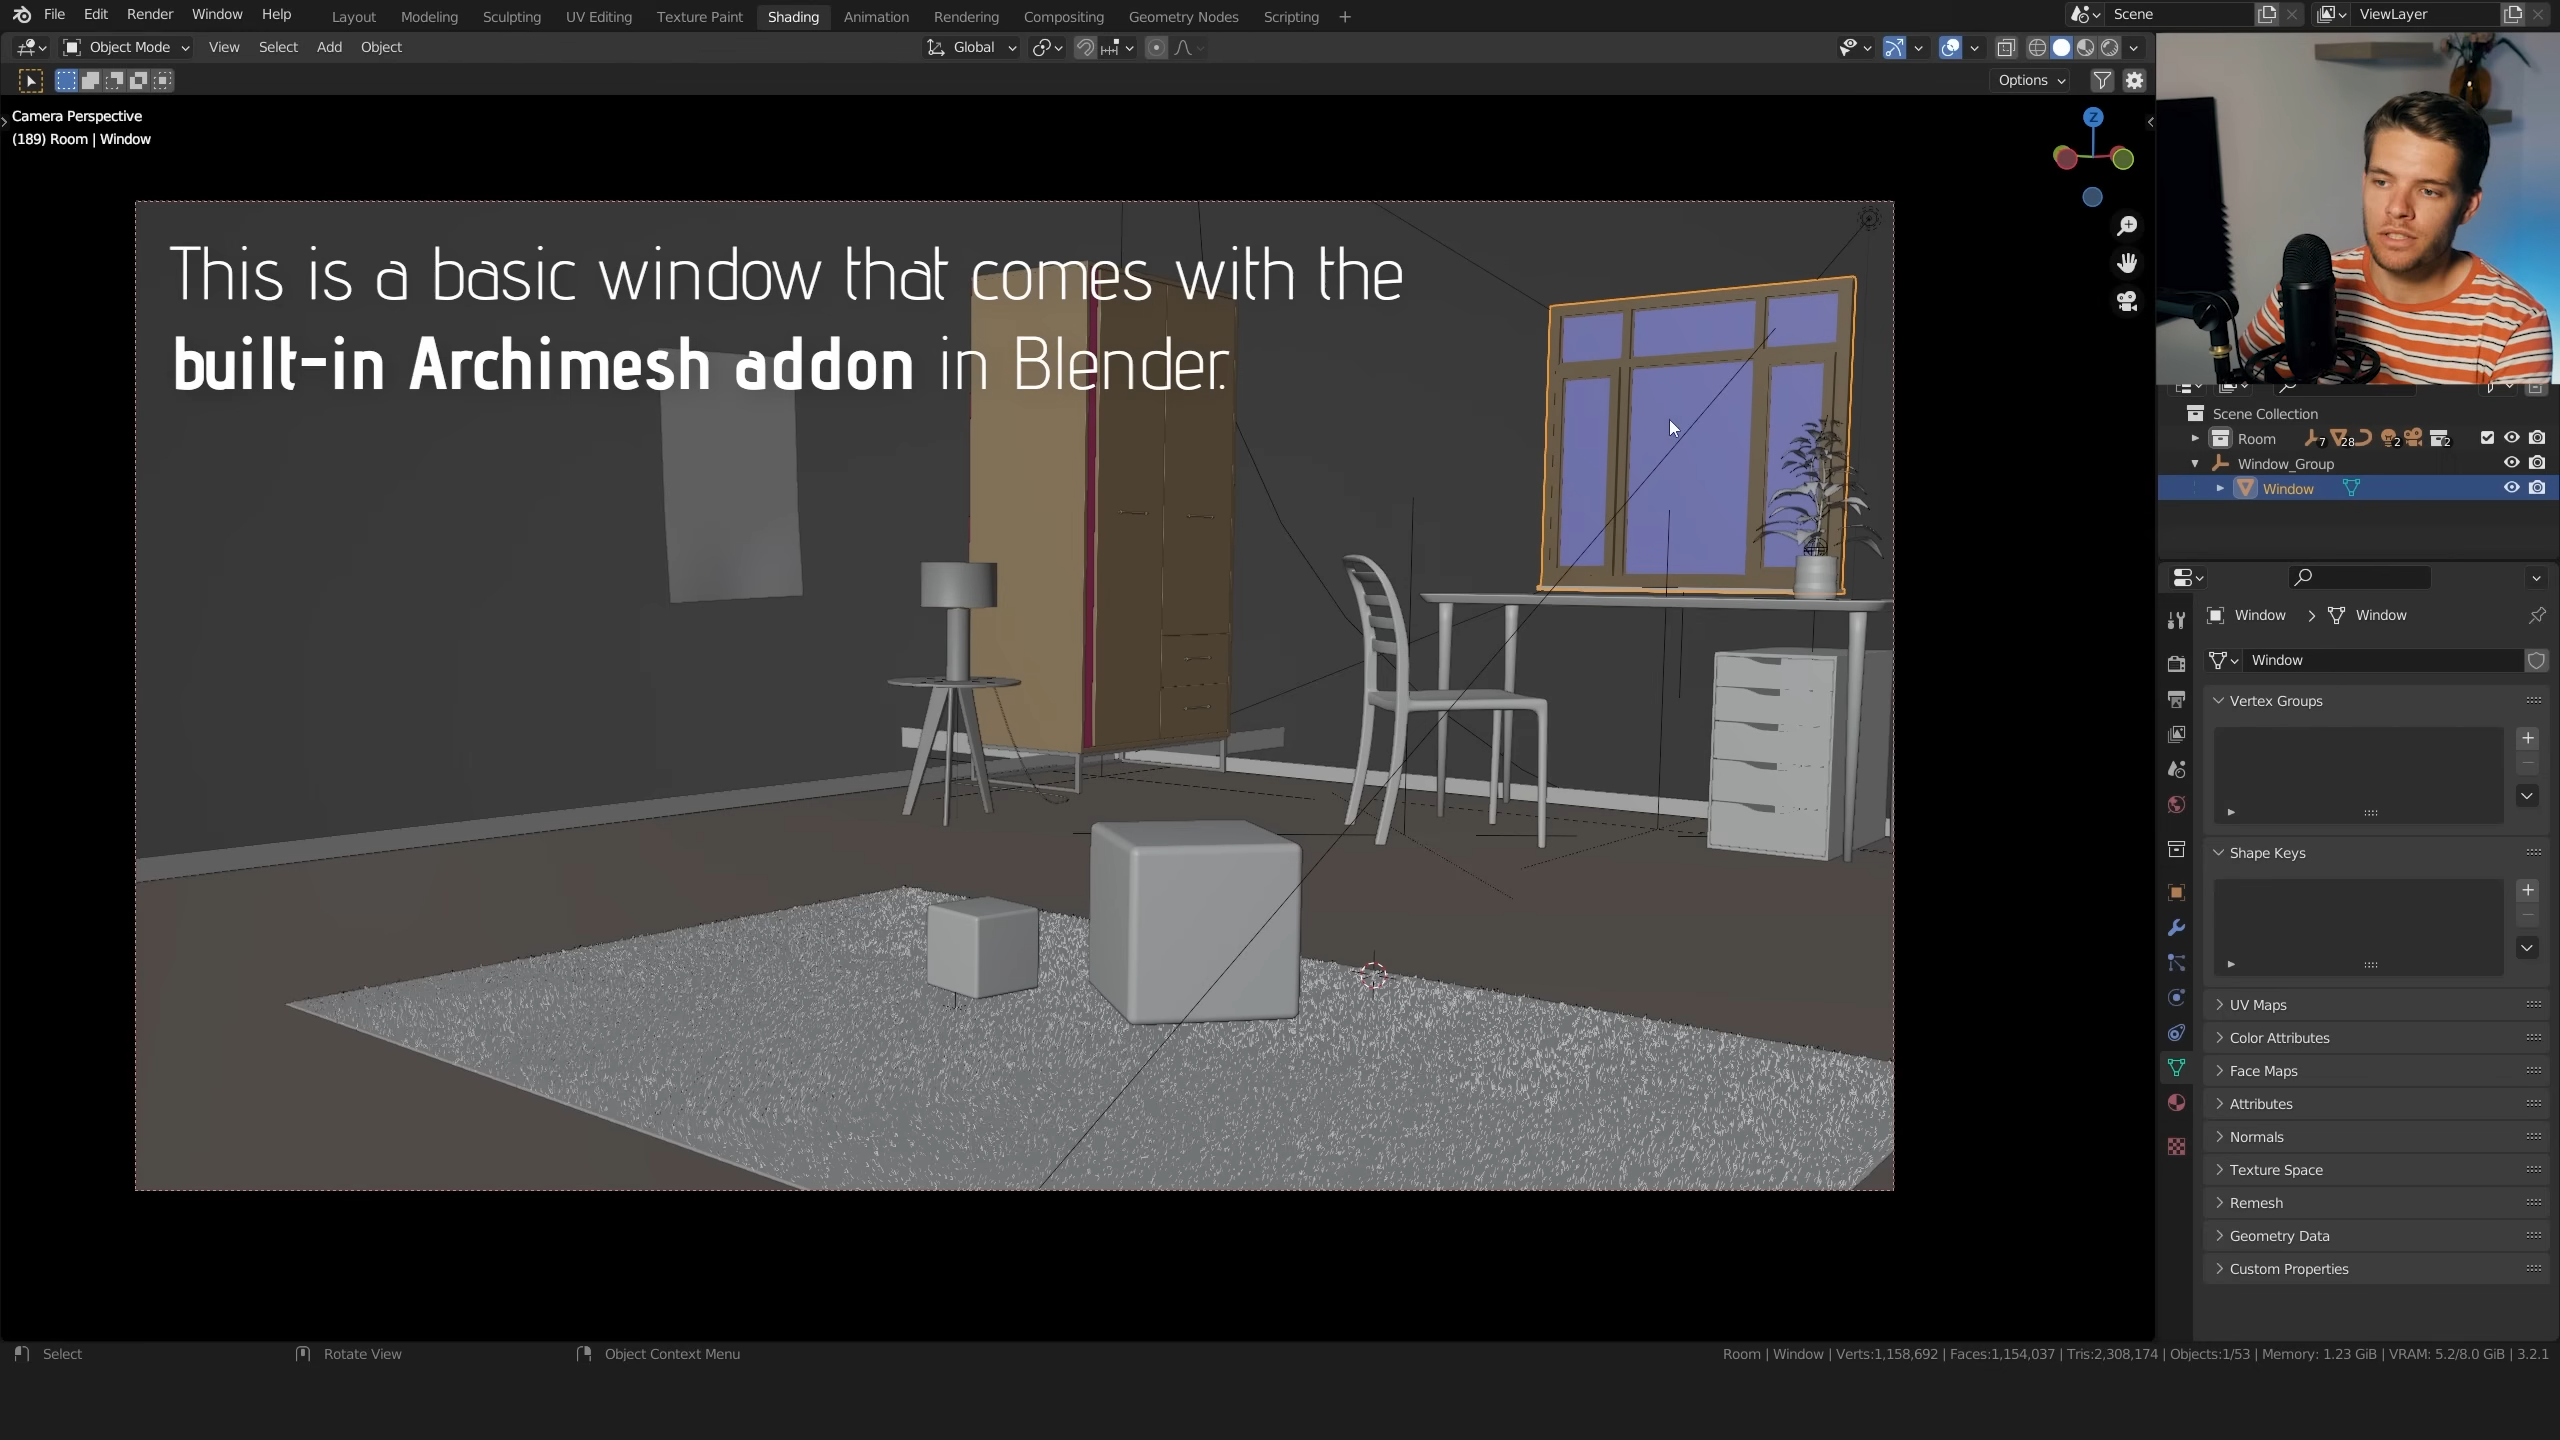 File Edit Render Window Help Layout Modeling Sculpting UV Editing Texture Paint Shading Animation Rendering Compositing Geometry Nodes Scripting + Scene ViewLayer
Object Mode View Select Add Object Global
Options
Camera Perspective
(189) Room | Window
Z
This is a basic window that comes with the
built-in Archimesh addon in Blender.
Scene Collection
Room 7 28 2 2
Window_Group
Window
Window > Window
Window
Vertex Groups
Shape Keys
UV Maps
Color Attributes
Face Maps
Attributes
Normals
Texture Space
Remesh
Geometry Data
Custom Properties
Select Rotate View Object Context Menu Room | Window | Verts:1,158,692 | Faces:1,154,037 | Tris:2,308,174 | Objects:1/53 | Memory: 1.23 GiB | VRAM: 5.2/8.0 GiB | 3.2.1